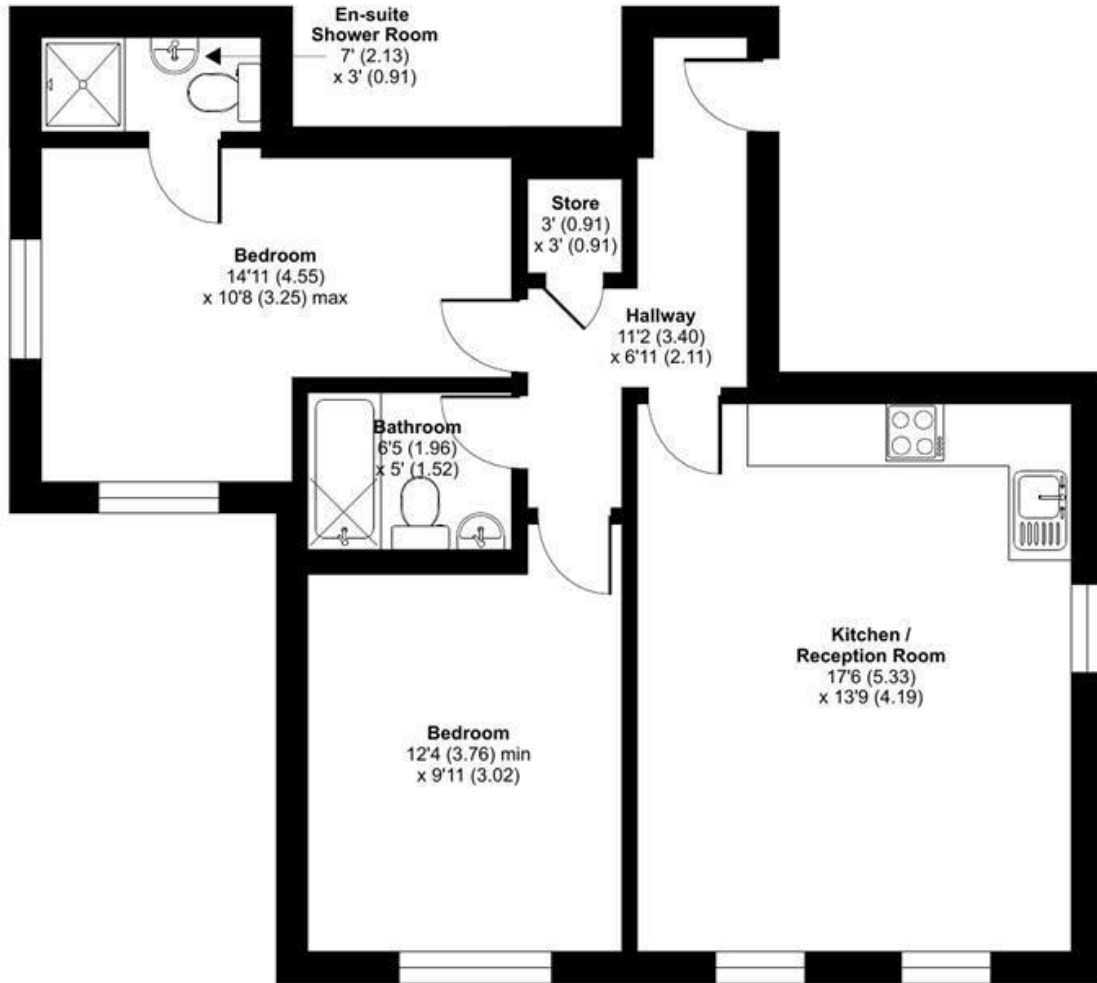 En-suite
Shower Room
7' (2.13)
x 3' (0.91)
Store
3' (0.91)
x 3' (0.91)
Bedroom
14'11 (4.55)
x 10'8 (3.25) max
Hallway
11'2 (3.40)
x 6'11 (2.11)
Bathroom
6'5 (1.96)
x 5' (1.52)
Kitchen /
Reception Room
17'6 (5.33)
x 13'9 (4.19)
Bedroom
12'4 (3.76) min
x 9'11 (3.02)